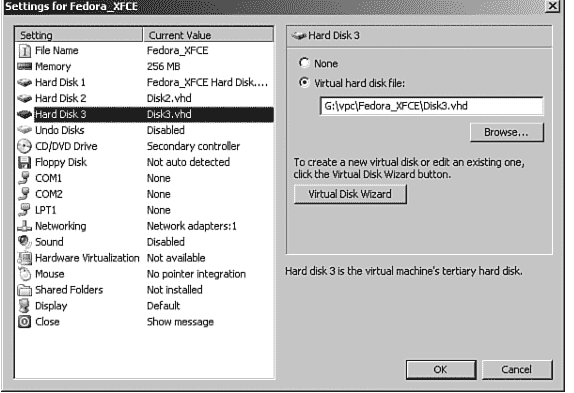 Settings for Fedora_XFCE
Setting Current Value
File Name Fedora_XFCE
Memory 256 MB
Hard Disk 1 Fedora_XFCE Hard Disk....
Hard Disk 2 Disk2.vhd
Hard Disk 3 Disk3.vhd
Undo Disks Disabled
CD/DVD Drive Secondary controller
Floppy Disk Not auto detected
COM1 None
COM2 None
LPT1 None
Networking Network adapters:1
Sound Disabled
Hardware Virtualization Not available
Mouse No pointer integration
Shared Folders Not installed
Display Default
Close Show message
Hard Disk 3
None
Virtual hard disk file:
G:\vpc\Fedora_XFCE\Disk3.vhd
Browse...
To create a new virtual disk or edit an existing one,
click the Virtual Disk Wizard button.
Virtual Disk Wizard
Hard disk 3 is the virtual machine's tertiary hard disk.
OK Cancel